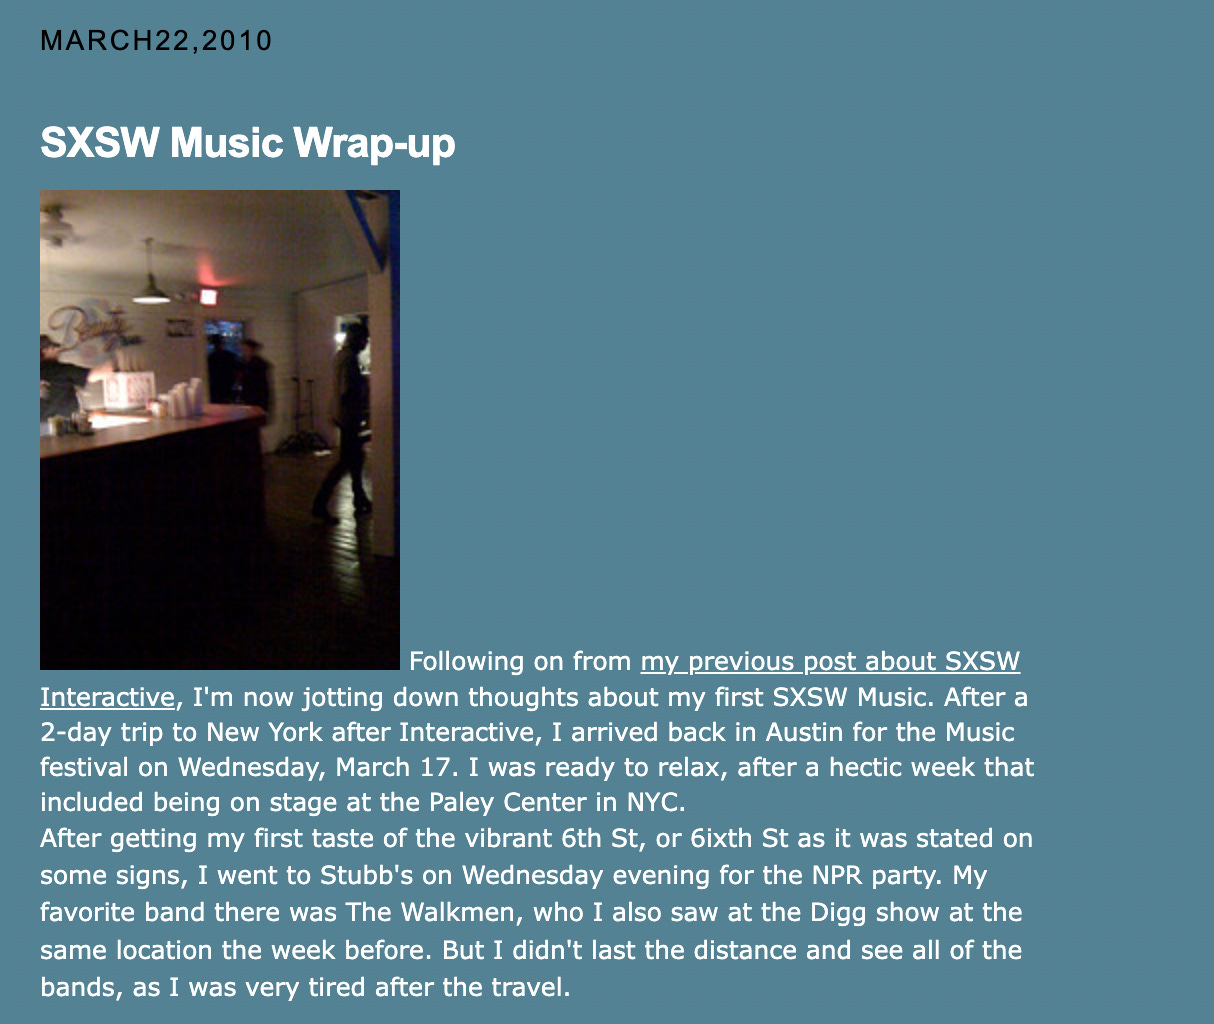 MARCH22,2010
SXSW Music Wrap-up
Beauty
Following on from my previous post about SXSW
Interactive, I'm now jotting down thoughts about my first SXSW Music. After a
2-day trip to New York after Interactive, I arrived back in Austin for the Music
festival on Wednesday, March 17. I was ready to relax, after a hectic week that
included being on stage at the Paley Center in NYC.
After getting my first taste of the vibrant 6th St, or 6ixth St as it was stated on
some signs, I went to Stubb's on Wednesday evening for the NPR party. My
favorite band there was The Walkmen, who I also saw at the Digg show at the
same location the week before. But I didn't last the distance and see all of the
bands, as I was very tired after the travel.